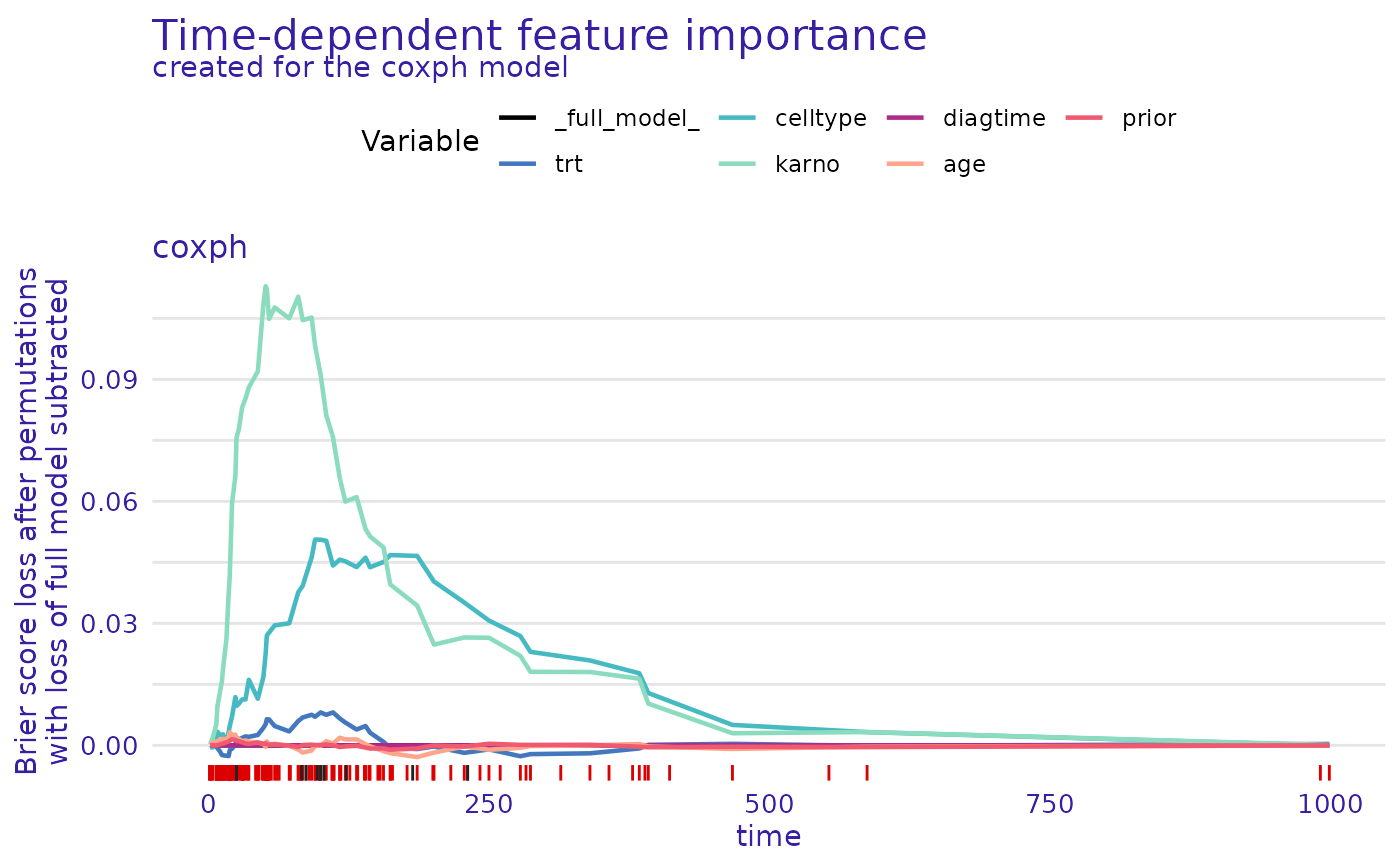 Time-dependent feature importance
created for the coxph model
Variable
_full_model_ celltype diagtime prior
trt karno age
coxph
Brier score loss after permutations
with loss of full model subtracted
0.09
0.06
0.03
0.00
0 250 500 750 1000
time